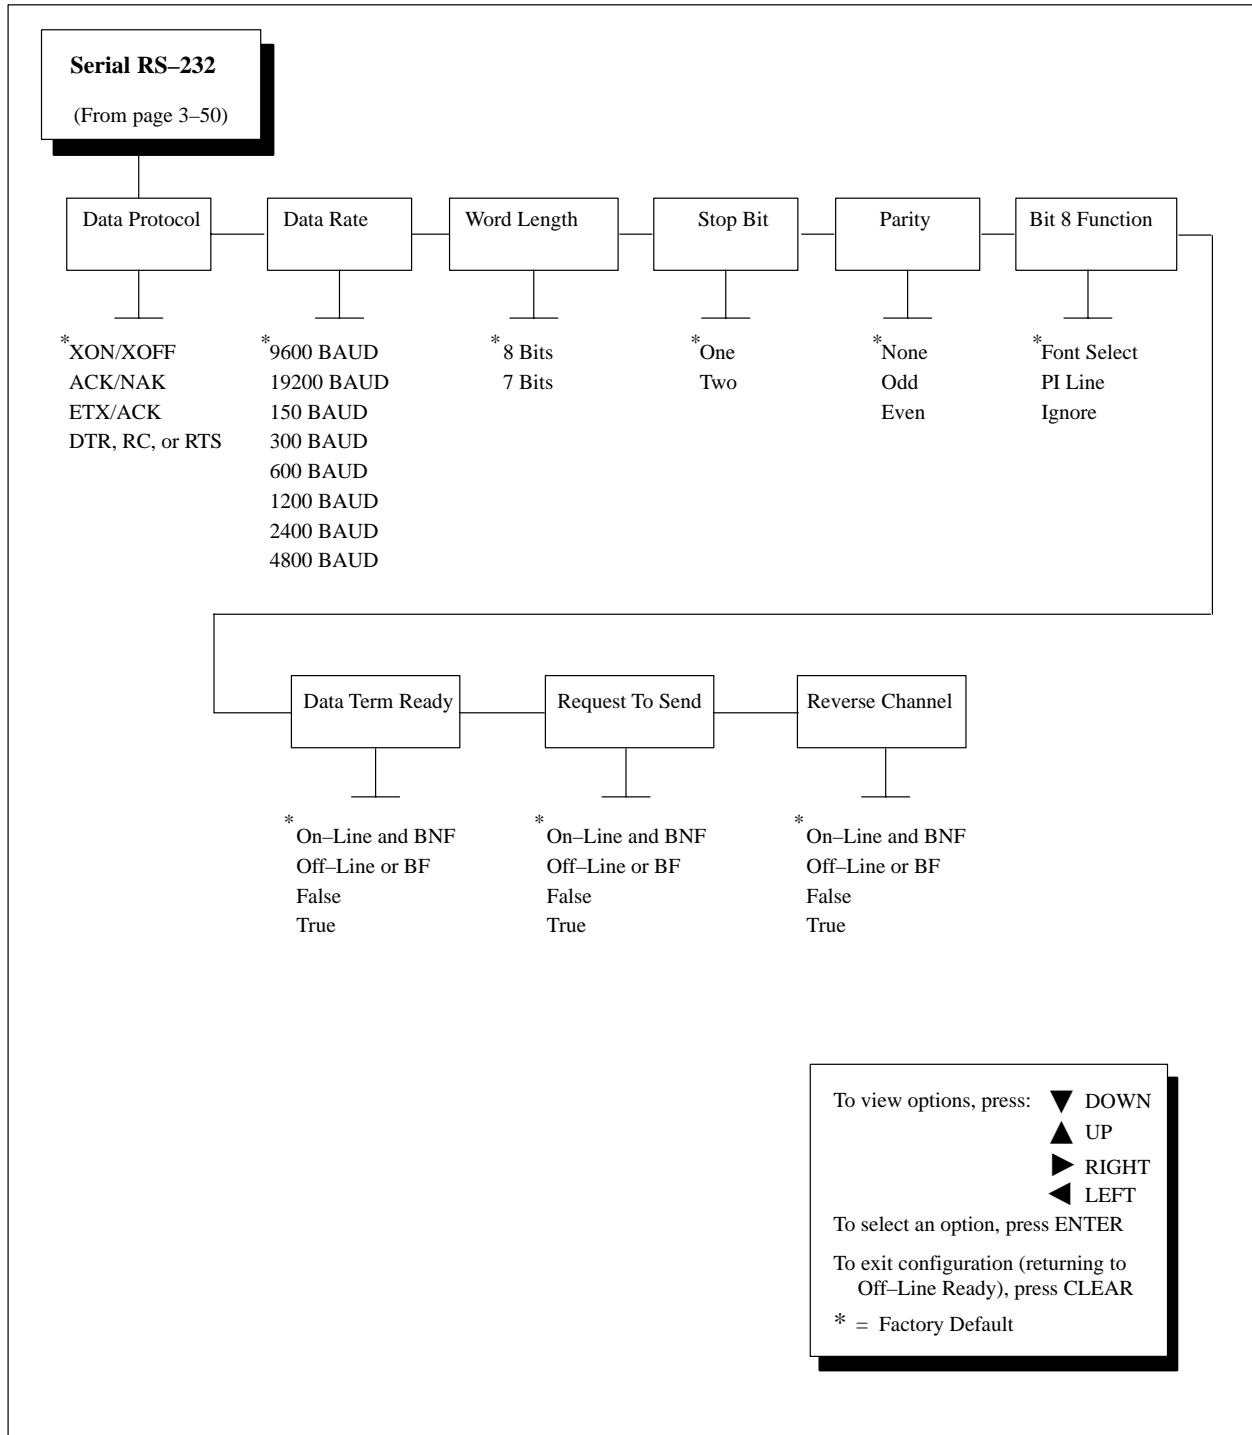 Serial RS–232
(From page 3–50)
Data Protocol
Data Rate
Word Length
Stop Bit
Parity
Bit 8 Function
*XON/XOFF
ACK/NAK
ETX/ACK
DTR, RC, or RTS
*9600 BAUD
19200 BAUD
150 BAUD
300 BAUD
600 BAUD
1200 BAUD
2400 BAUD
4800 BAUD
*8 Bits
7 Bits
*One
Two
*None
Odd
Even
*Font Select
PI Line
Ignore
Data Term Ready
Request To Send
Reverse Channel
*On–Line and BNF
Off–Line or BF
False
True
*On–Line and BNF
Off–Line or BF
False
True
*On–Line and BNF
Off–Line or BF
False
True
To view options, press: ▼ DOWN
▲ UP
► RIGHT
◄ LEFT
To select an option, press ENTER
To exit configuration (returning to
Off–Line Ready), press CLEAR
* = Factory Default